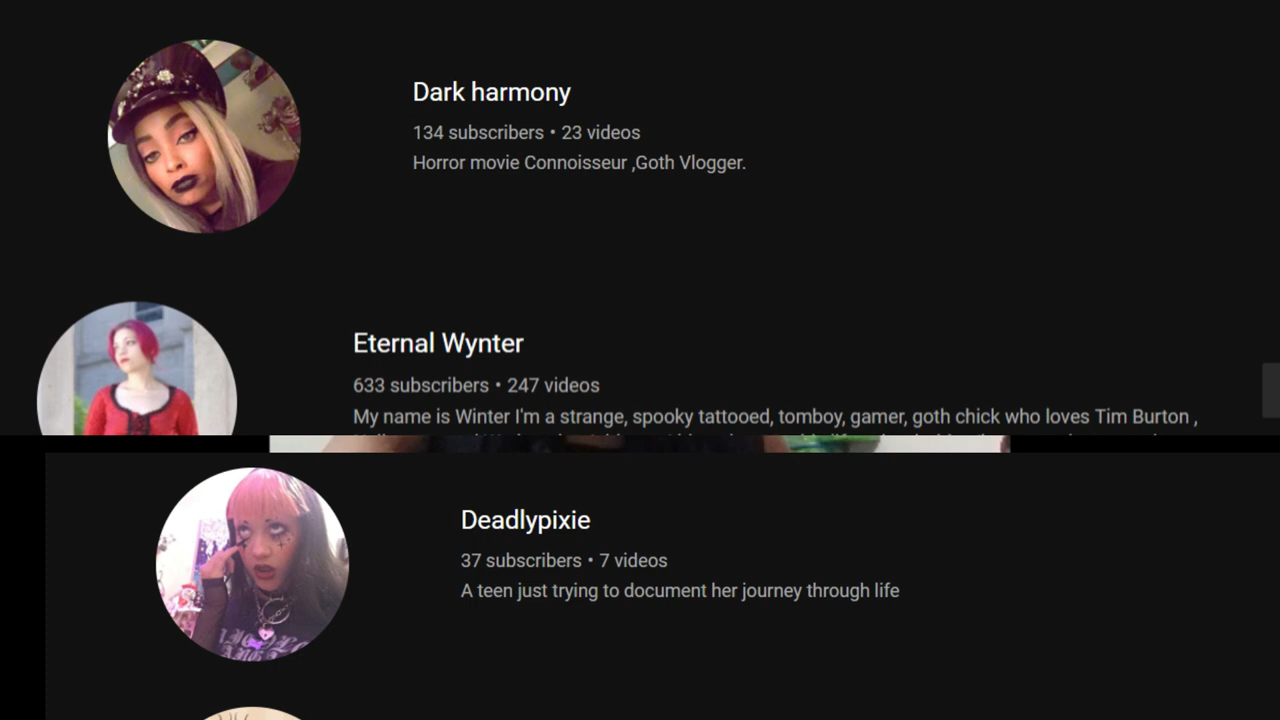 Dark harmony
134 subscribers • 23 videos
Horror movie Connoisseur ,Goth Vlogger.
Eternal Wynter
633 subscribers • 247 videos
My name is Winter I'm a strange, spooky tattooed, tomboy, gamer, goth chick who loves Tim Burton ,
Deadlypixie
37 subscribers • 7 videos
A teen just trying to document her journey through life